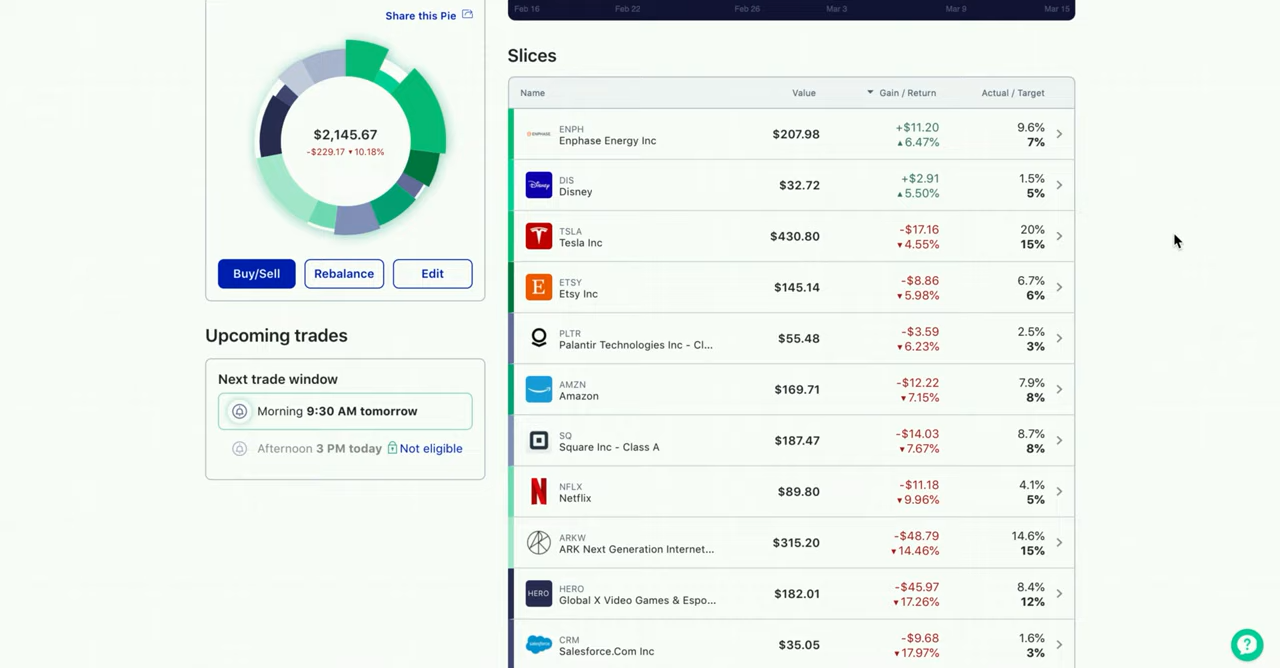 Share this Pie
$2,145.67
-$229.17 ▾ 10.18%
Buy/Sell
Rebalance
Edit
Upcoming trades
Next trade window
Morning 9:30 AM tomorrow
Afternoon 3 PM today Not eligible
Feb 16 Feb 22 Feb 26 Mar 3 Mar 9 Mar 15
Slices
Name Value ▾ Gain / Return Actual / Target
ENPHASE
ENPH
Enphase Energy Inc
$207.98
+$11.20
▴ 6.47%
9.6%
7%
Disney
DIS
Disney
$32.72
+$2.91
▴ 5.50%
1.5%
5%
TSLA
Tesla Inc
$430.80
-$17.16
▾ 4.55%
20%
15%
E
ETSY
Etsy Inc
$145.14
-$8.86
▾ 5.98%
6.7%
6%
PLTR
Palantir Technologies Inc - Cl...
$55.48
-$3.59
▾ 6.23%
2.5%
3%
AMZN
Amazon
$169.71
-$12.22
▾ 7.15%
7.9%
8%
SQ
Square Inc - Class A
$187.47
-$14.03
▾ 7.67%
8.7%
8%
N
NFLX
Netflix
$89.80
-$11.18
▾ 9.96%
4.1%
5%
ARKW
ARK Next Generation Internet...
$315.20
-$48.79
▾ 14.46%
14.6%
15%
HERO
HERO
Global X Video Games & Espo...
$182.01
-$45.97
▾ 17.26%
8.4%
12%
salesforce
CRM
Salesforce.Com Inc
$35.05
-$9.68
▾ 17.97%
1.6%
3%
?